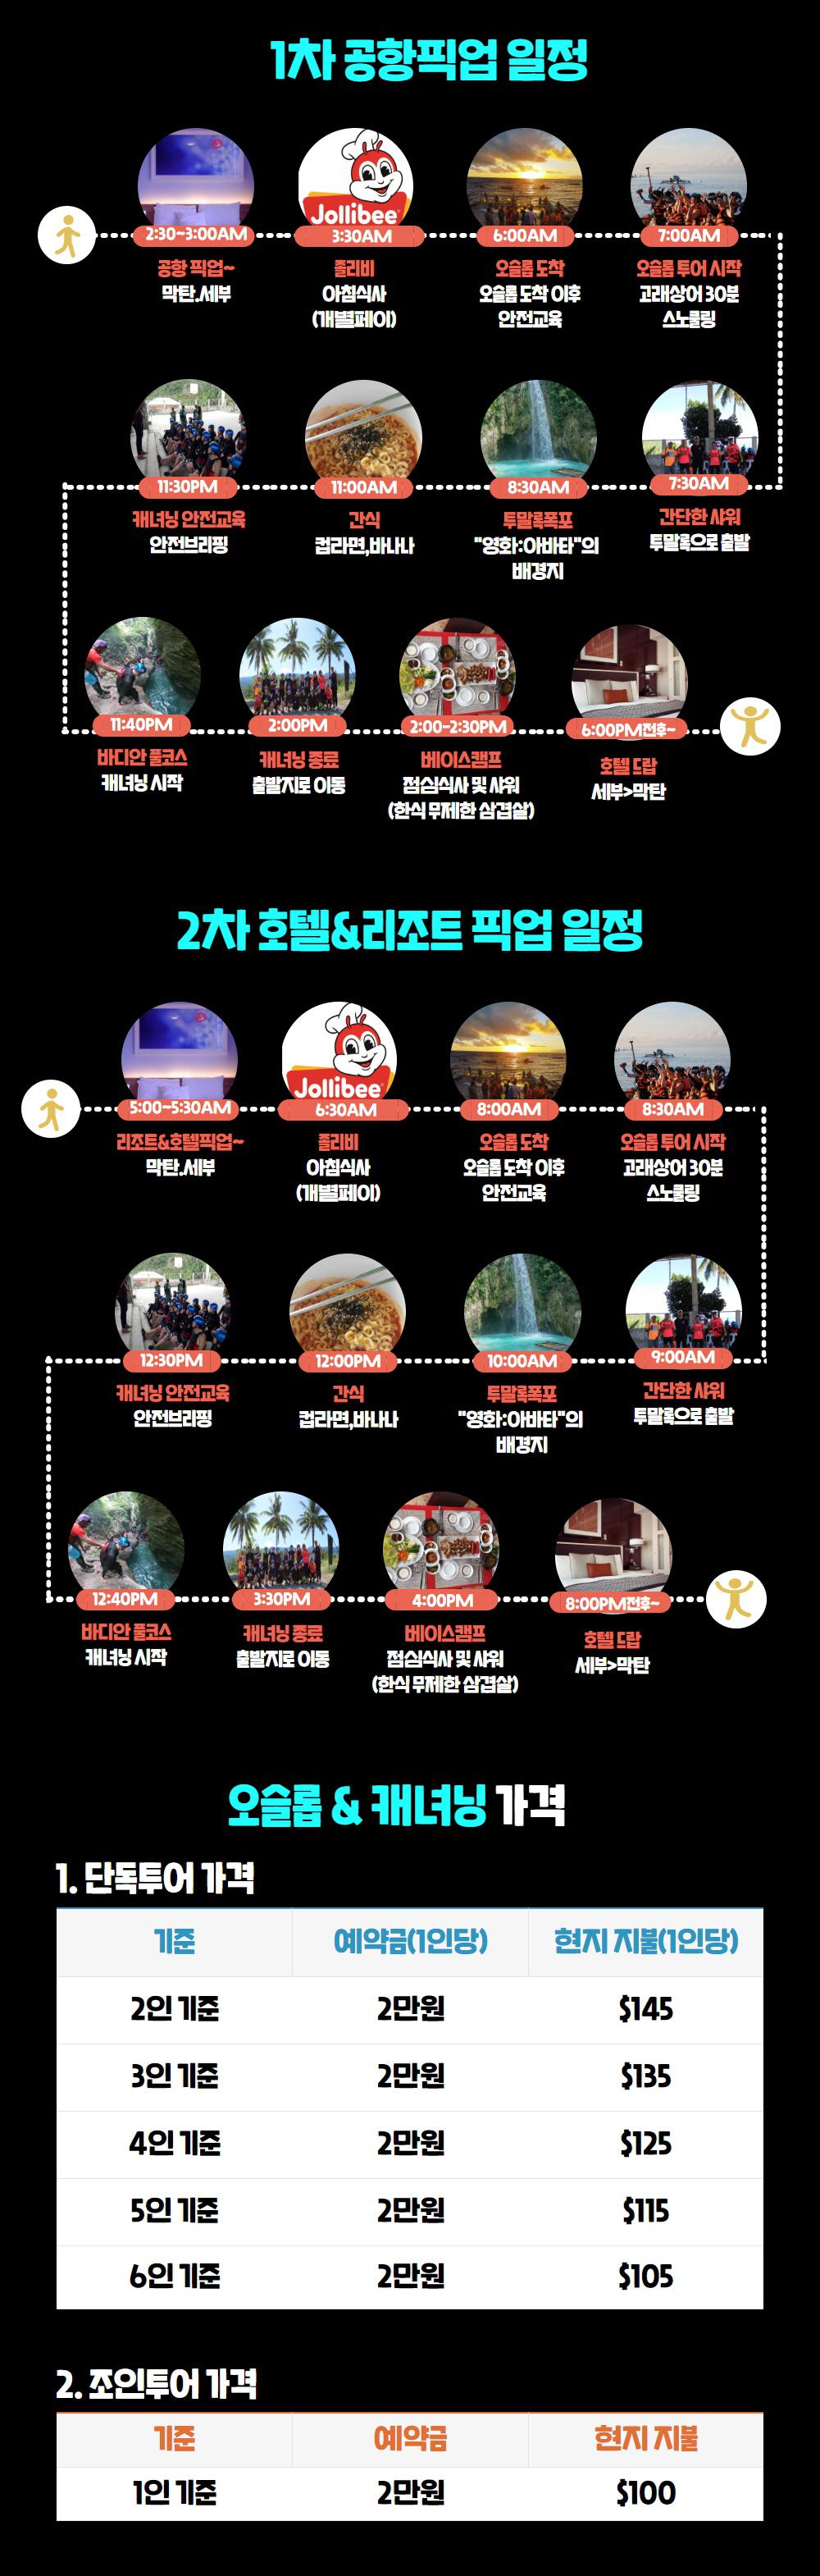 1차 공항픽업 일정
Jollibee
2:30~3:00AM
3:30AM
6:00AM
7:00AM
공항 픽업~
막탄.세부
졸리비
아침식사
(개별페이)
오슬롭 도착
오슬롭 도착 이후
안전교육
오슬롭 투어 시작
고래상어 30분
스노쿨링
11:30PM
11:00AM
8:30AM
7:30AM
캐녀닝 안전교육
안전브리핑
간식
컵라면,바나나
투말록폭포
"영화:아바타"의
배경지
간단한 샤워
투말록으로 출발
11:40PM
2:00PM
2:00-2:30PM
6:00PM전후~
바디안 풀코스
캐녀닝 시작
캐녀닝 종료
출발지로 이동
베이스캠프
점심식사 및 샤워
(한식 무제한 삼겹살)
호텔 드랍
세부>막탄
2차 호텔&리조트 픽업 일정
Jollibee
5:00~5:30AM
6:30AM
8:00AM
8:30AM
리조트&호텔픽업~
막탄.세부
졸리비
아침식사
(개별페이)
오슬롭 도착
오슬롭 도착 이후
안전교육
오슬롭 투어 시작
고래상어 30분
스노쿨링
12:30PM
12:00PM
10:00AM
9:00AM
캐녀닝 안전교육
안전브리핑
간식
컵라면,바나나
투말록폭포
"영화:아바타"의
배경지
간단한 샤워
투말록으로 출발
12:40PM
3:30PM
4:00PM
8:00PM전후~
바디안 풀코스
캐녀닝 시작
캐녀닝 종료
출발지로 이동
베이스캠프
점심식사 및 샤워
(한식 무제한 삼겹살)
호텔 드랍
세부>막탄
오슬롭 & 캐녀닝 가격
1. 단독투어 가격
기준 예약금(1인당) 현지 지불(1인당)
2인 기준 2만원 $145
3인 기준 2만원 $135
4인 기준 2만원 $125
5인 기준 2만원 $115
6인 기준 2만원 $105
2. 조인투어 가격
기준 예약금 현지 지불
1인 기준 2만원 $100